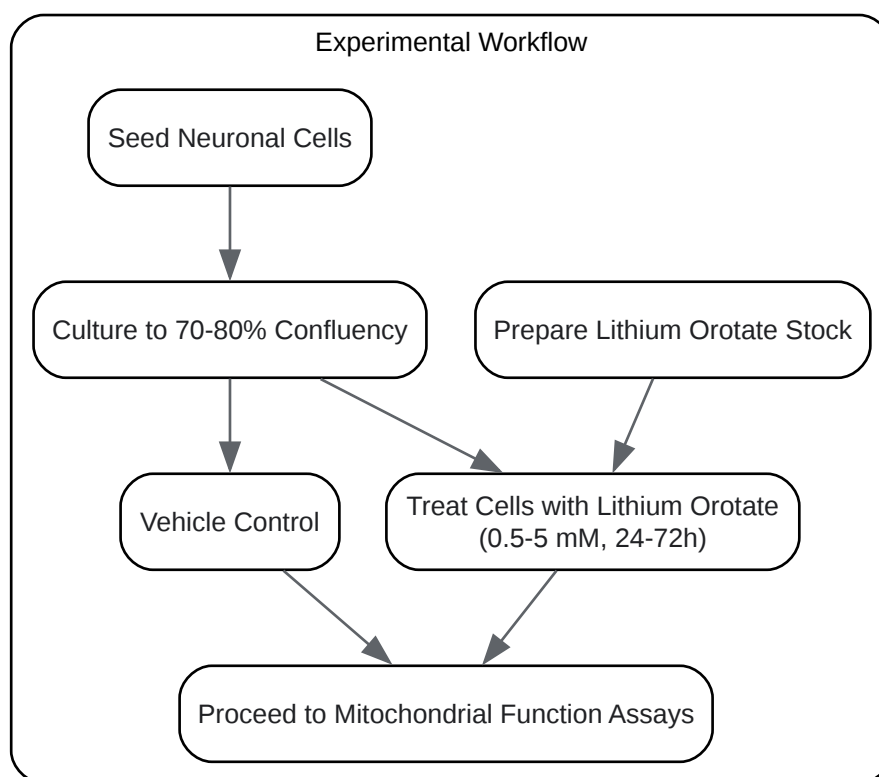 Experimental Workflow
Seed Neuronal Cells
Culture to 70-80% Confluency
Prepare Lithium Orotate Stock
Vehicle Control
Treat Cells with Lithium Orotate
(0.5-5 mM, 24-72h)
Proceed to Mitochondrial Function Assays